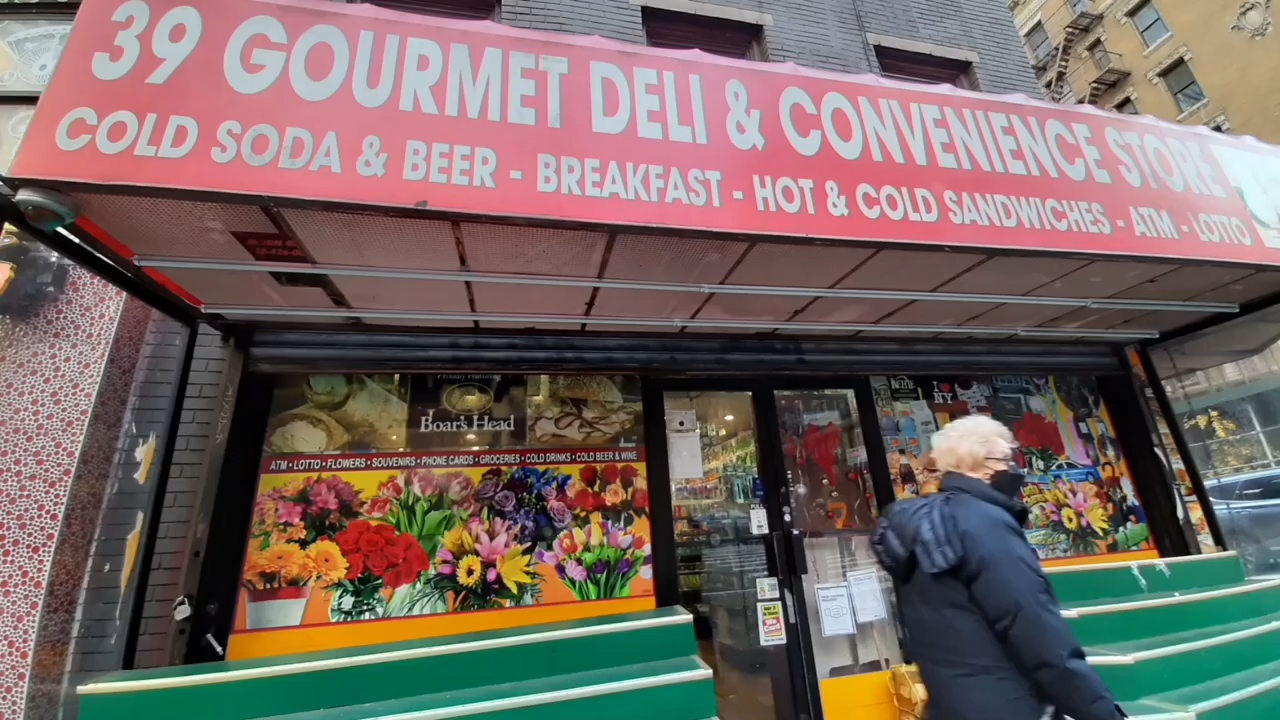 39 GOURMET DELI & CONVENIENCE STORE
COLD SODA & BEER - BREAKFAST - HOT & COLD SANDWICHES - ATM - LOTTO
Boar's Head
I NY
ATM • LOTTO • FLOWERS • SOUVENIRS • PHONE CARDS • GROCERIES • COLD DRINKS • COLD BEER & WINE
PULL